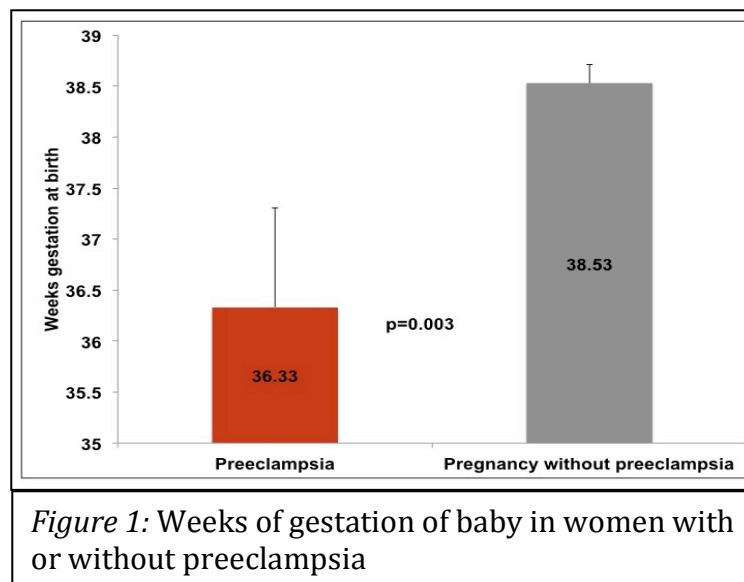 39
38.5
38
37.5
37
36.5
36
35.5
35
Weeks gestation at birth
36.33
p=0.003
38.53
Preeclampsia
Pregnancy without preeclampsia
Figure 1: Weeks of gestation of baby in women with
or without preeclampsia